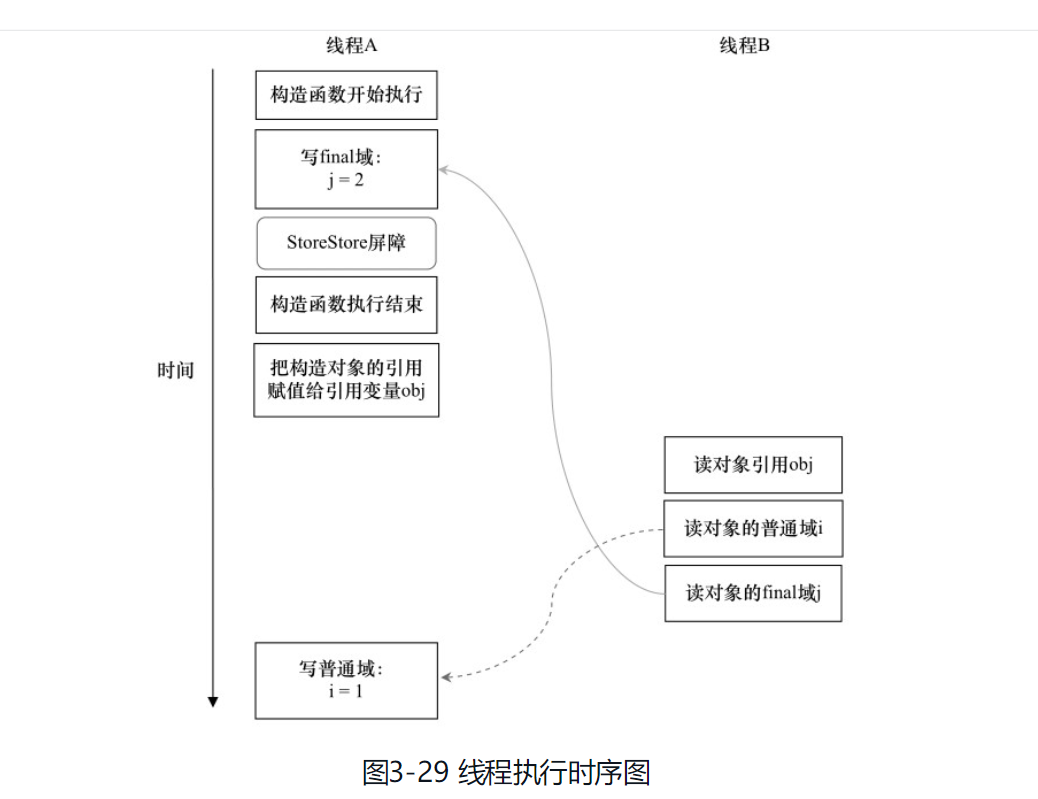 线程A
线程B
构造函数开始执行
写final域:
j = 2
StoreStore屏障
构造函数执行结束
把构造对象的引用
赋值给引用变量obj
时间
读对象引用obj
读对象的普通域i
读对象的final域j
写普通域:
i = 1
图3-29 线程执行时序图